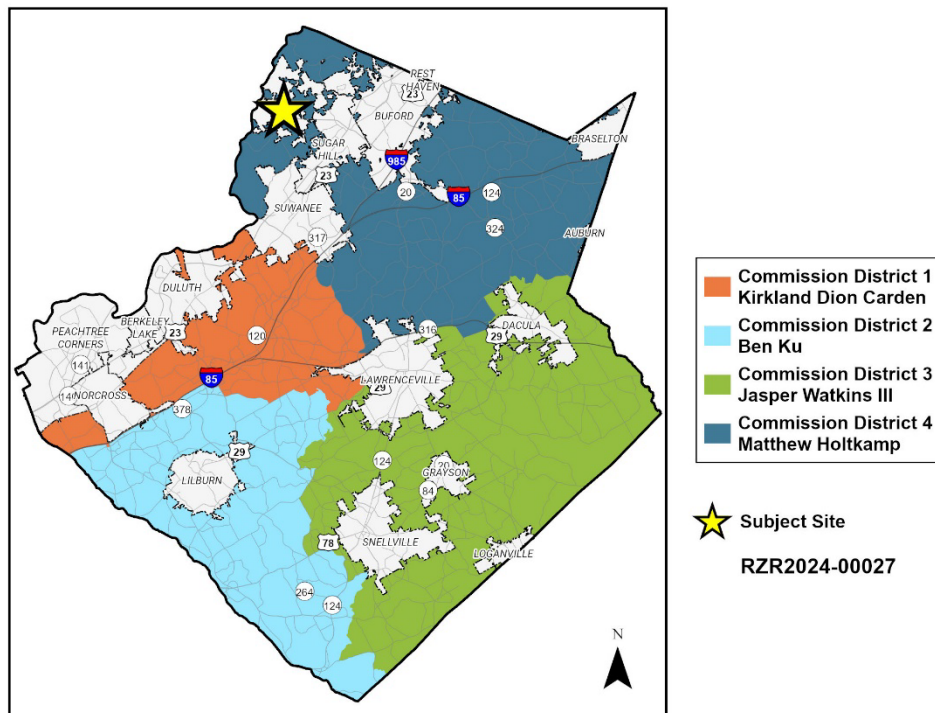 REST
HAVEN
23
BUFORD
BRASELTON
SUGAR
HILL
985
23
20
85
124
SUWANEE
324
317
AUBURN
DULUTH
BERKELEY
LAKE
23
PEACHTREE
CORNERS
120
316
DACULA
29
141
85
LAWRENCEVILLE
29
14
NORCROSS
378
29
LILBURN
124
20
GRAYSON
84
78
SNELLVILLE
LOGANVILLE
264
124
N
Commission District 1
Kirkland Dion Carden
Commission District 2
Ben Ku
Commission District 3
Jasper Watkins III
Commission District 4
Matthew Holtkamp
Subject Site
RZR2024-00027